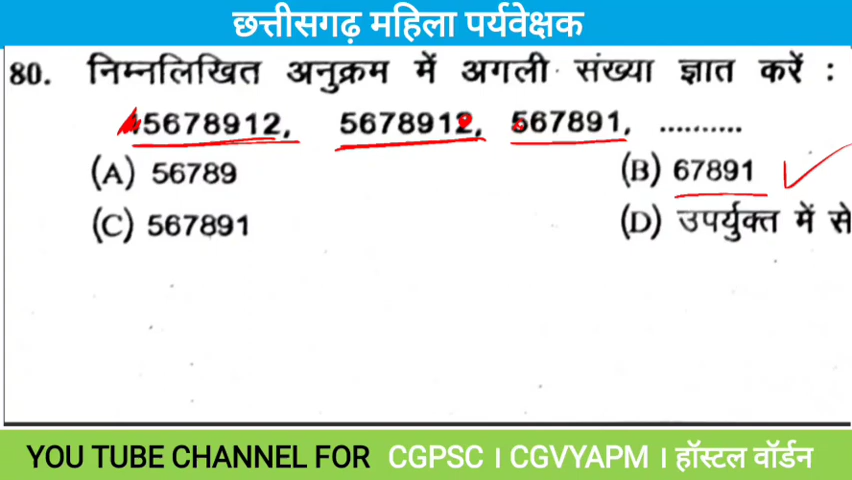 छत्तीसगढ़ महिला पर्यवेक्षक
80. निम्नलिखित अनुक्रम में अगली संख्या ज्ञात करें :
45678912, 5678912, 567891, ..........
(A) 56789 (B) 67891
(C) 567891 (D) उपर्युक्त में से
YOU TUBE CHANNEL FOR CGPSC । CGVYAPM । हॉस्टल वॉर्डन